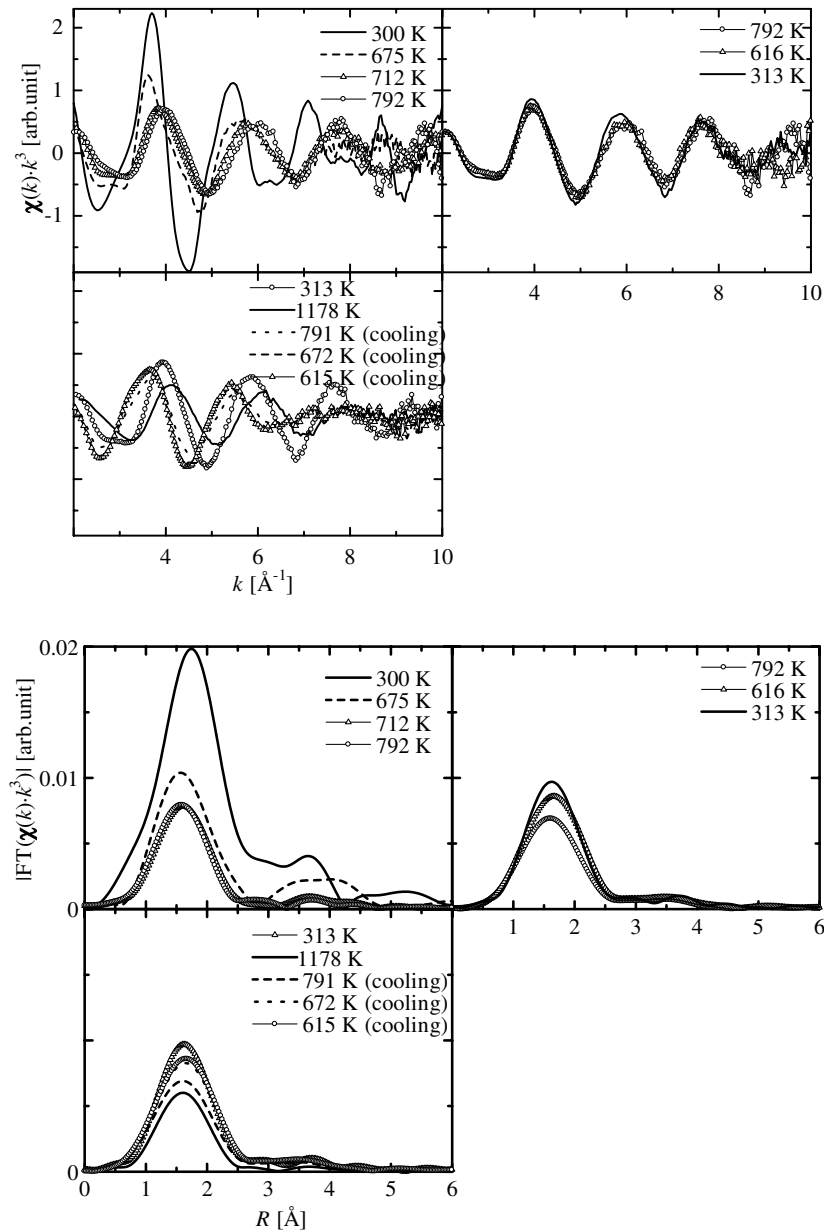 2
1
0
-1
χ(k)·k³ [arb.unit]
300 K
675 K
712 K
792 K
792 K
616 K
313 K
4 6 8 10
313 K
1178 K
791 K (cooling)
672 K (cooling)
615 K (cooling)
4 6 8 10
k [Å⁻¹]
0.02
0.01
0
|FT(χ(k)·k³)| [arb.unit]
300 K
675 K
712 K
792 K
792 K
616 K
313 K
1 2 3 4 5 6
313 K
1178 K
791 K (cooling)
672 K (cooling)
615 K (cooling)
0
0 1 2 3 4 5 6
R [Å]